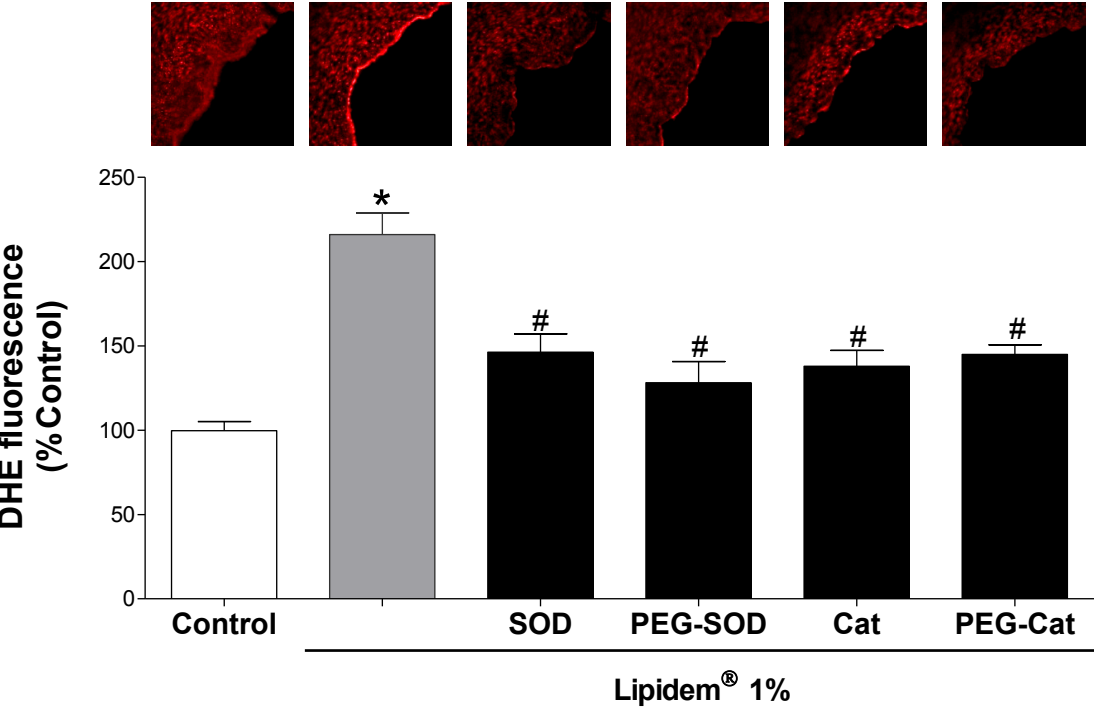 250
*
200
#
#
#
#
150
100
50
0
DHE fluorescence
(% Control)
Control
SOD
PEG-SOD
Cat
PEG-Cat
Lipidem® 1%